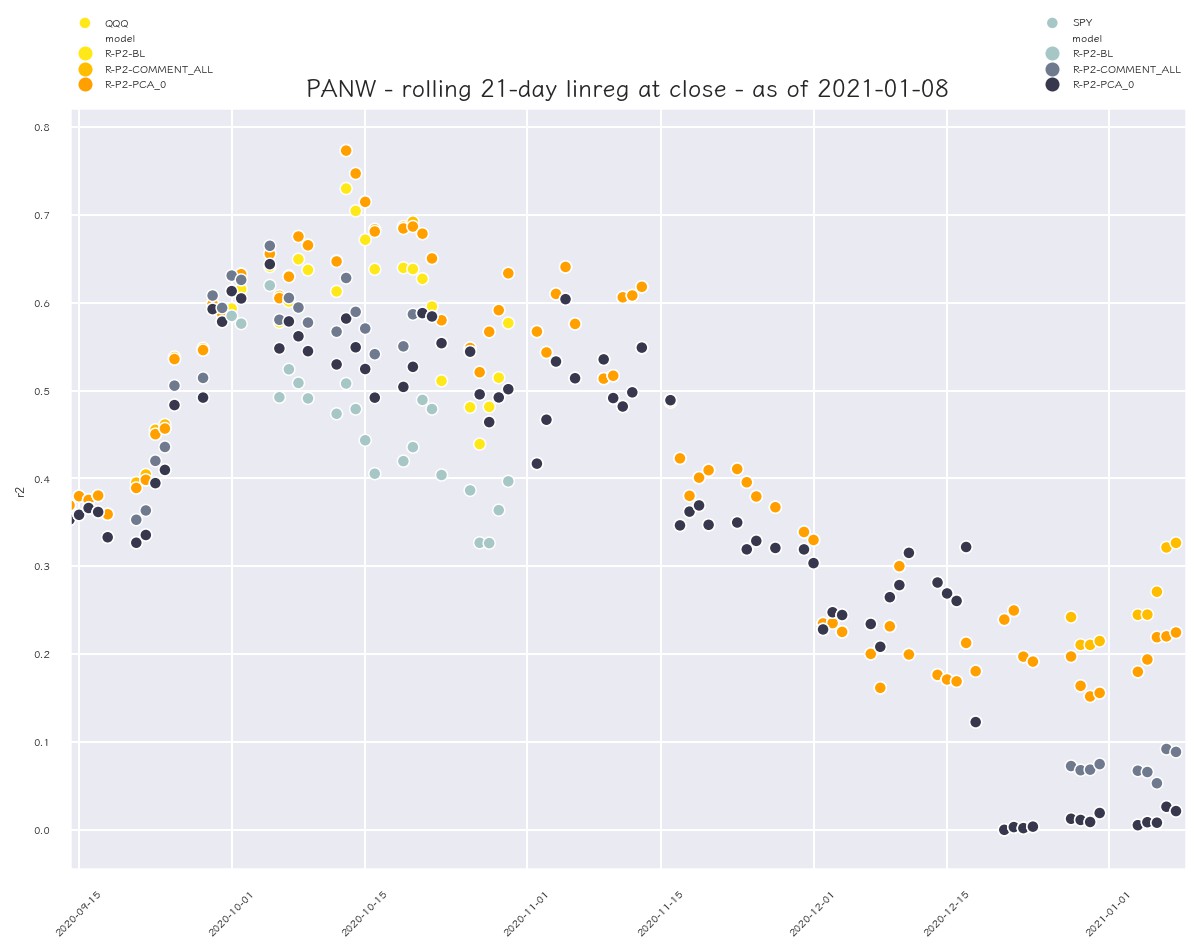 QQQ
model
R-P2-BL
R-P2-COMMENT_ALL
R-P2-PCA_0
SPY
model
R-P2-BL
R-P2-COMMENT_ALL
R-P2-PCA_0
PANW - rolling 21-day linreg at close - as of 2021-01-08
0.8
0.7
0.6
0.5
0.4
0.3
0.2
0.1
0.0
r2
2020-09-15
2020-10-01
2020-10-15
2020-11-01
2020-11-15
2020-12-01
2020-12-15
2021-01-01